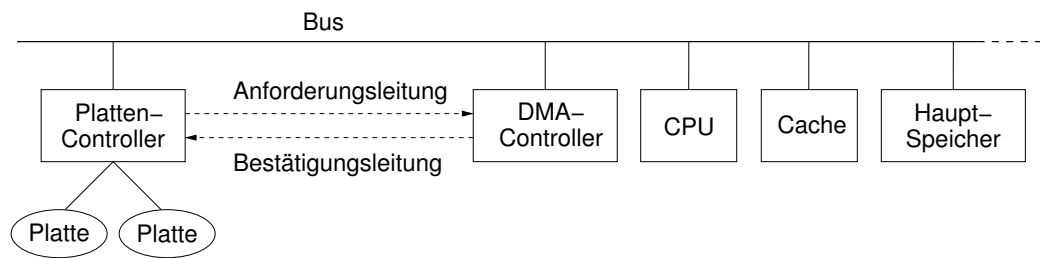 Bus
Anforderungsleitung
Platten–
Controller
DMA–
Controller
CPU
Cache
Haupt–
Speicher
Bestätigungsleitung
Platte
Platte